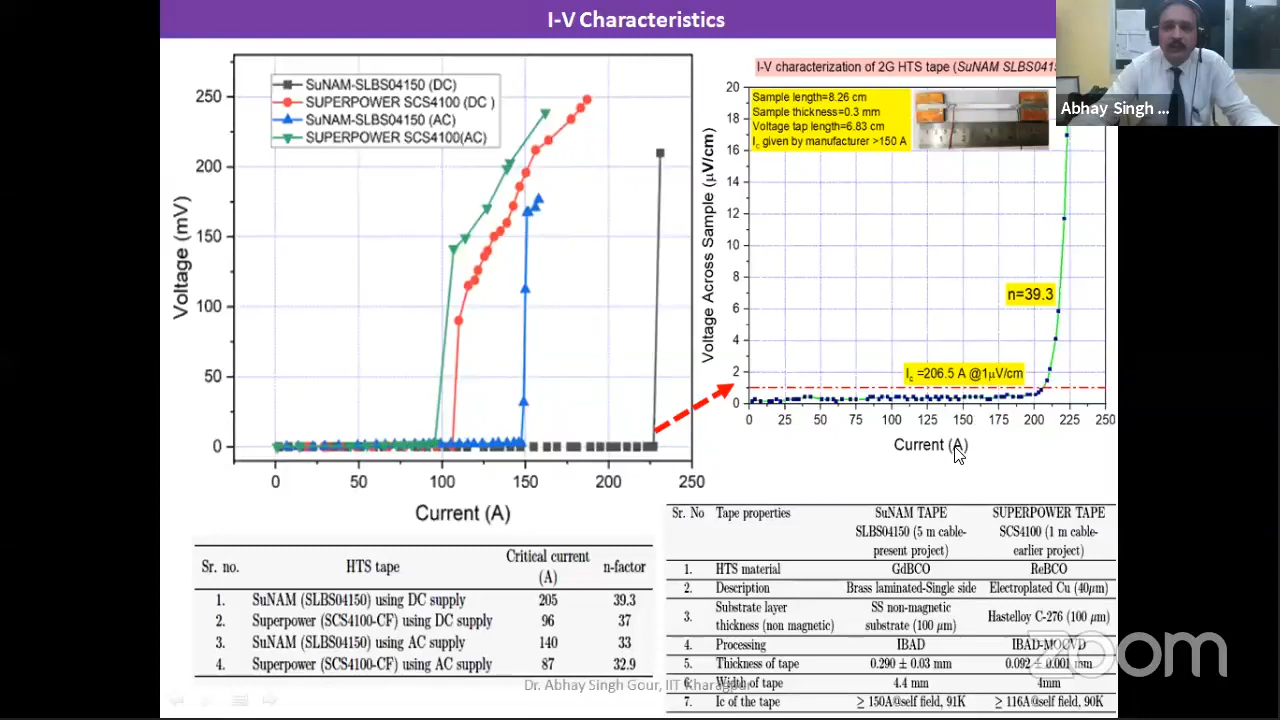 I-V Characteristics
Abhay Singh ...
SuNAM-SLBS04150 (DC)
SUPERPOWER SCS4100 (DC )
SuNAM-SLBS04150 (AC)
SUPERPOWER SCS4100(AC)
Voltage (mV)
250
200
150
100
50
0
0 50 100 150 200 250
Current (A)
I-V characterization of 2G HTS tape (SuNAM SLBS0415
Sample length=8.26 cm
Sample thickness=0.3 mm
Voltage tap length=6.83 cm
Ic given by manufacturer >150 A
Voltage Across Sample (μV/cm)
20
16
14
12
10
8
6
4
2
0
n=39.3
Ic =206.5 A @1μV/cm
0 25 50 75 100 125 150 175 200 225 250
Current (A)
Sr. no. HTS tape Critical current (A) n-factor
1. SuNAM (SLBS04150) using DC supply 205 39.3
2. Superpower (SCS4100-CF) using DC supply 96 37
3. SuNAM (SLBS04150) using AC supply 140 33
4. Superpower (SCS4100-CF) using AC supply 87 32.9
Sr. No Tape properties SuNAM TAPE SUPERPOWER TAPE
SLBS04150 (5 m cable- SCS4100 (1 m cable-
present project) earlier project)
1. HTS material GdBCO ReBCO
2. Description Brass laminated-Single side Electroplated Cu (40μm)
3. Substrate layer SS non-magnetic Hastelloy C-276 (100 μm)
thickness (non magnetic) substrate (100 μm)
4. Processing IBAD IBAD-MOCVD
5. Thickness of tape 0.290 ± 0.03 mm 0.092 ± 0.001 mm
6. Width of tape 4.4 mm 4mm
7. Ic of the tape ≥ 150A@self field, 91K ≥ 116A@self field, 90K
Dr. Abhay Singh Gour, IIT Kharagpur
zoom